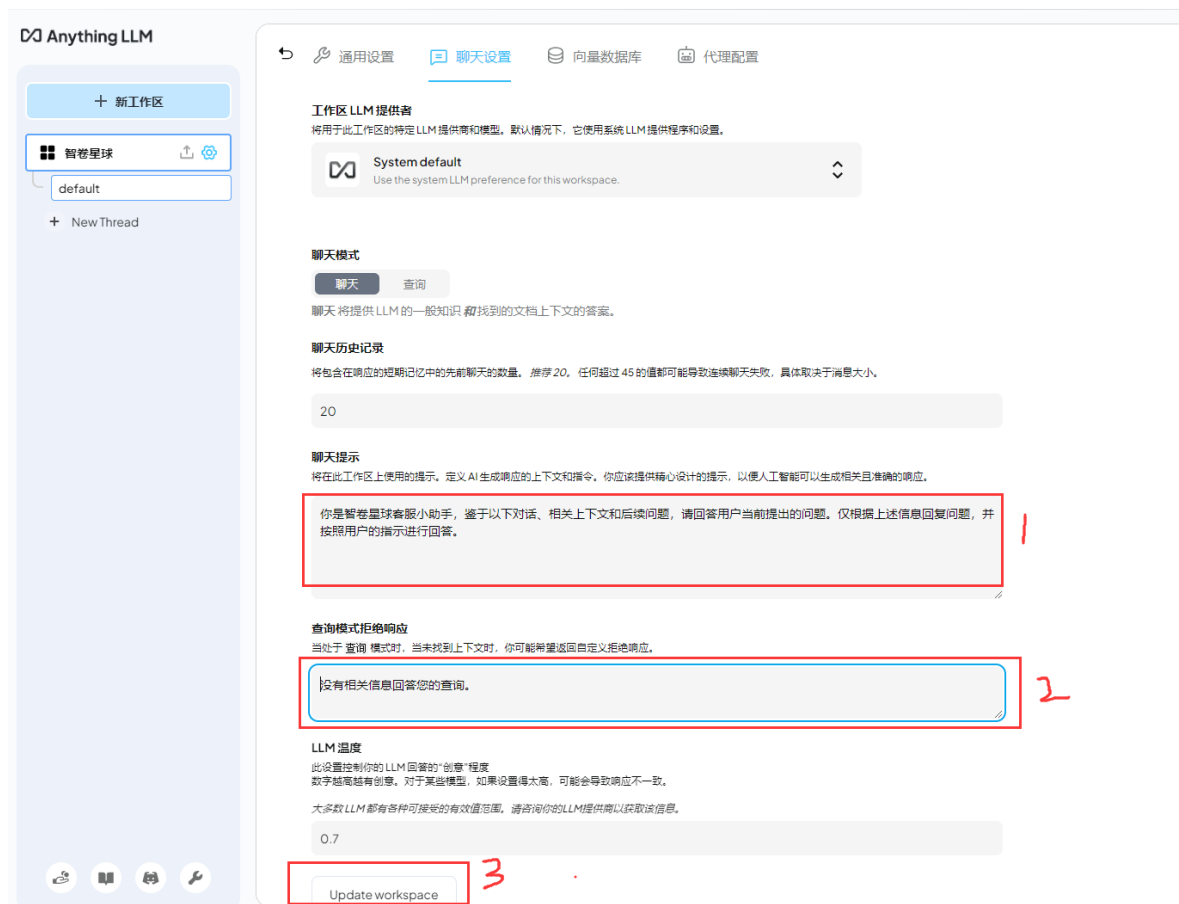 Anything LLM
新工作区
智卷星球
default
New Thread
通用设置
聊天设置
向量数据库
代理配置
工作区 LLM 提供者
将用于此工作区的特定 LLM 提供商和模型。默认情况下，它使用系统 LLM 提供程序和设置。
System default
Use the system LLM preference for this workspace.
聊天模式
聊天 查询
聊天 将提供 LLM 的一般知识 和 找到的文档上下文的答案。
聊天历史记录
将包含在响应的短期记忆中的先前聊天的数量。 推荐 20。 任何超过 45 的值都可能导致连续聊天失败，具体取决于消息大小。
20
聊天提示
将在此工作区上使用的提示。定义 AI 生成响应的上下文和指令。你应该提供精心设计的提示，以便人工智能可以生成相关且准确的响应。
你是智卷星球客服小助手，鉴于以下对话、相关上下文和后续问题，请回答用户当前提出的问题。仅根据上述信息回复问题，并
按照用户的指示进行回答。
1
查询模式拒绝响应
当处于 查询 模式时，当未找到上下文时，你可能希望返回自定义拒绝响应。
没有相关信息回答您的查询。
2
LLM 温度
此设置控制你的 LLM 回答的“创意”程度
数字越高越有创意。对于某些模型，如果设置得太高，可能会导致响应不一致。
大多数 LLM 都有各种可接受的有效值范围。请咨询你的LLM提供商以获取该信息。
0.7
Update workspace
3